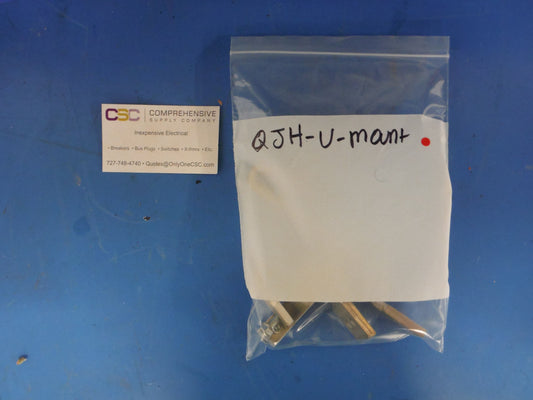 CSC COMPREHENSIVE
SUPPLY COMPANY
Inexpensive Electrical
• Breakers • Bus Plugs • Switches • X-fmrs • Etc.
727-748-4740 • Quotes@OnlyOneCSC.com
QJH-U-mant